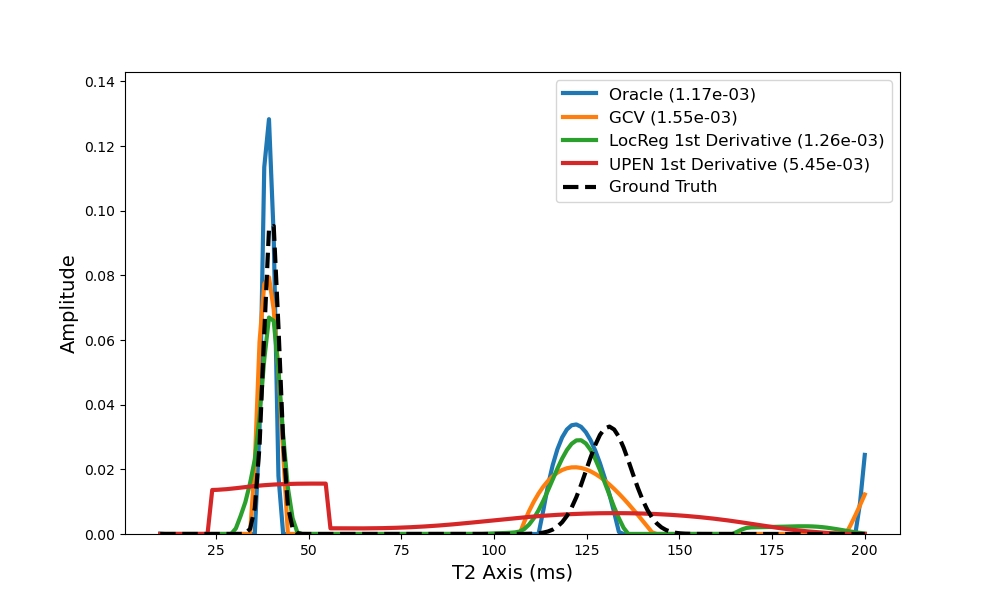 0.14
0.12
0.10
0.08
0.06
0.04
0.02
0.00
Amplitude
Oracle (1.17e-03)
GCV (1.55e-03)
LocReg 1st Derivative (1.26e-03)
UPEN 1st Derivative (5.45e-03)
Ground Truth
25 50 75 100 125 150 175 200
T2 Axis (ms)